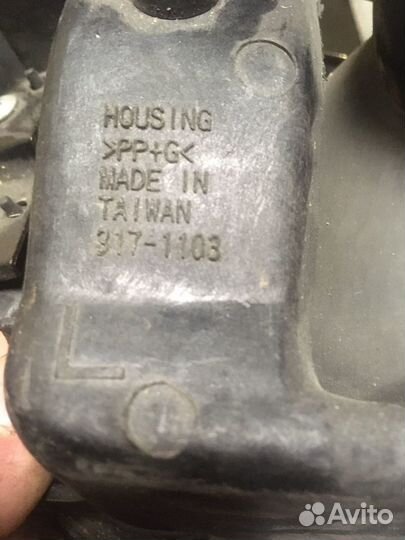 HOUSING
>PP+G<
MADE IN
TAIWAN
317-1103
L
Avito